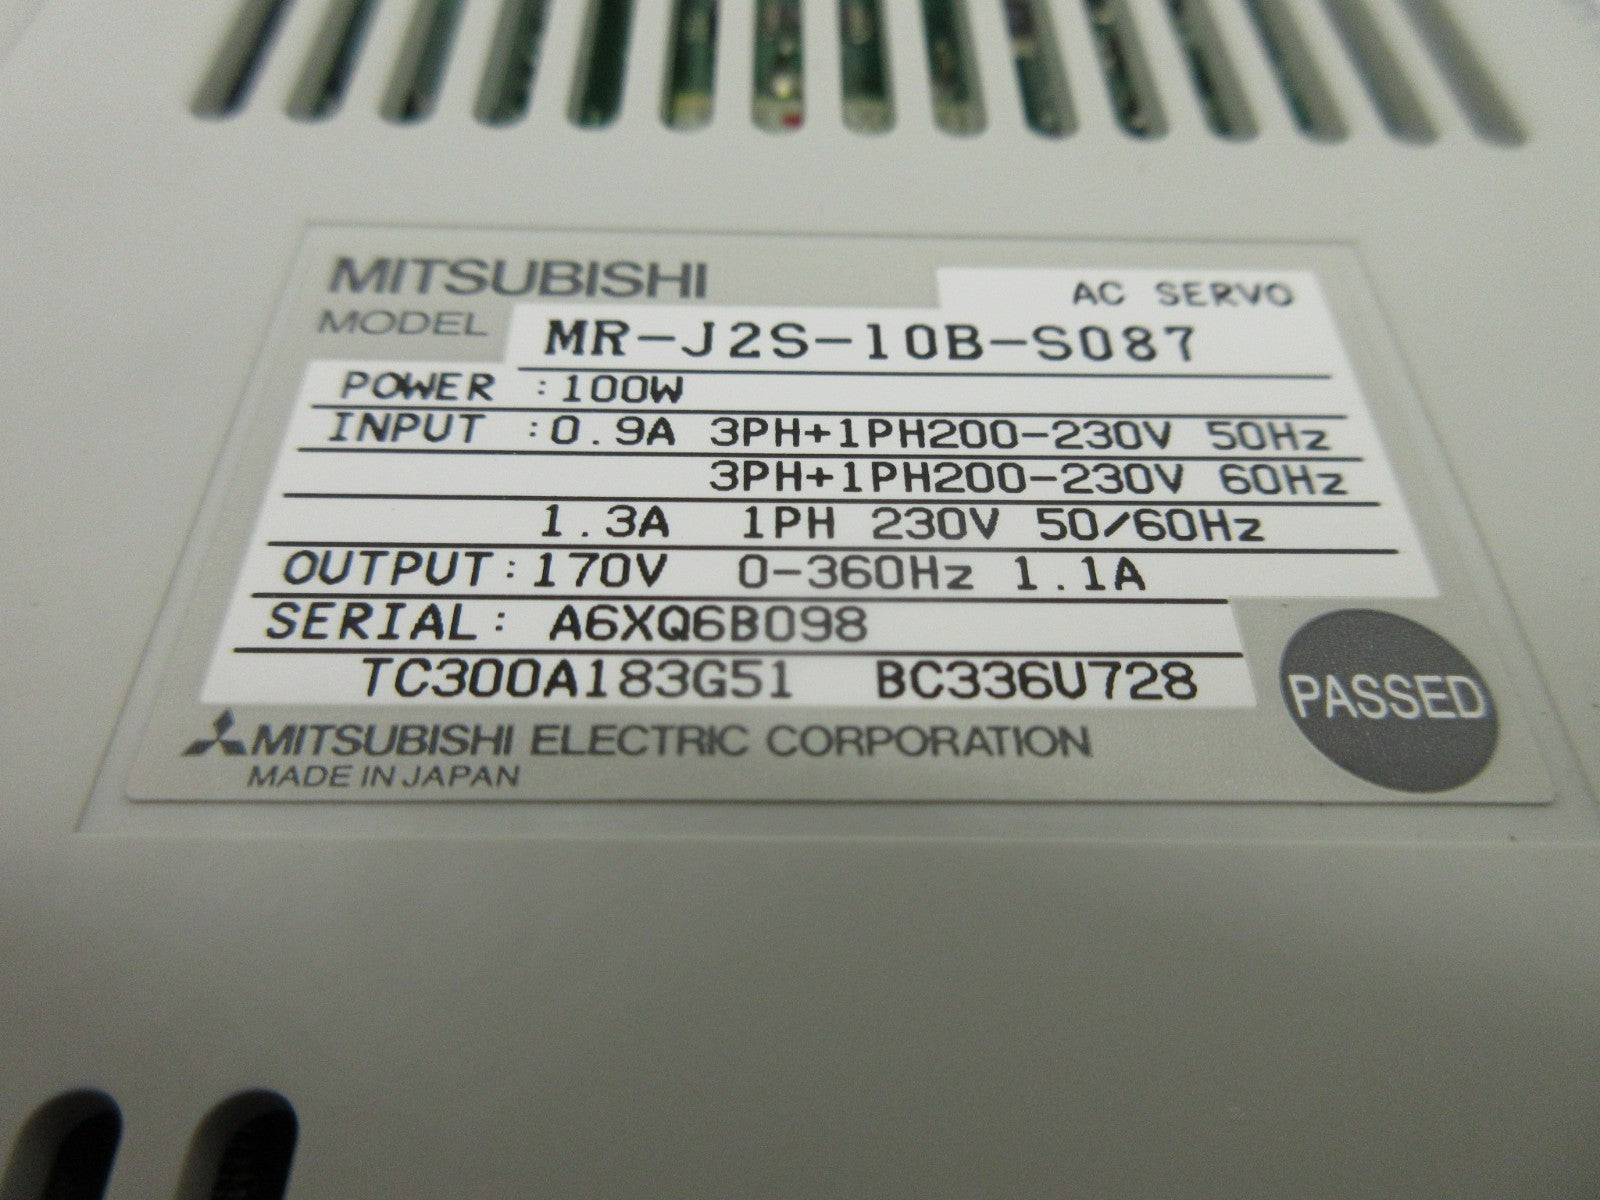 MITSUBISHI
AC SERVO
MODEL MR-J2S-10B-S087
POWER :100W
INPUT :0.9A 3PH+1PH200-230V 50Hz
3PH+1PH200-230V 60Hz
1.3A 1PH 230V 50/60Hz
OUTPUT:170V 0-360Hz 1.1A
SERIAL: A6XQ6B098
TC300A183G51 BC336U728
PASSED
MITSUBISHI ELECTRIC CORPORATION
MADE IN JAPAN